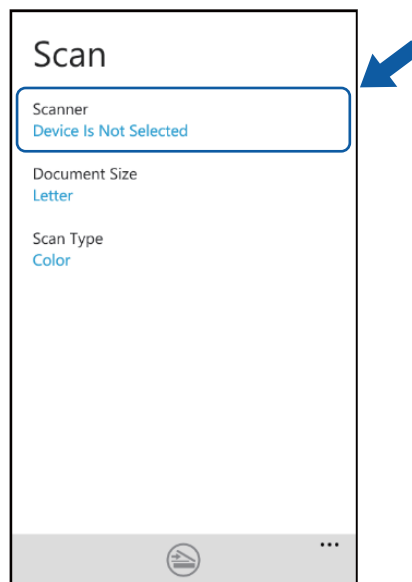 Scan
Scanner
Device Is Not Selected
Document Size
Letter
Scan Type
Color
...